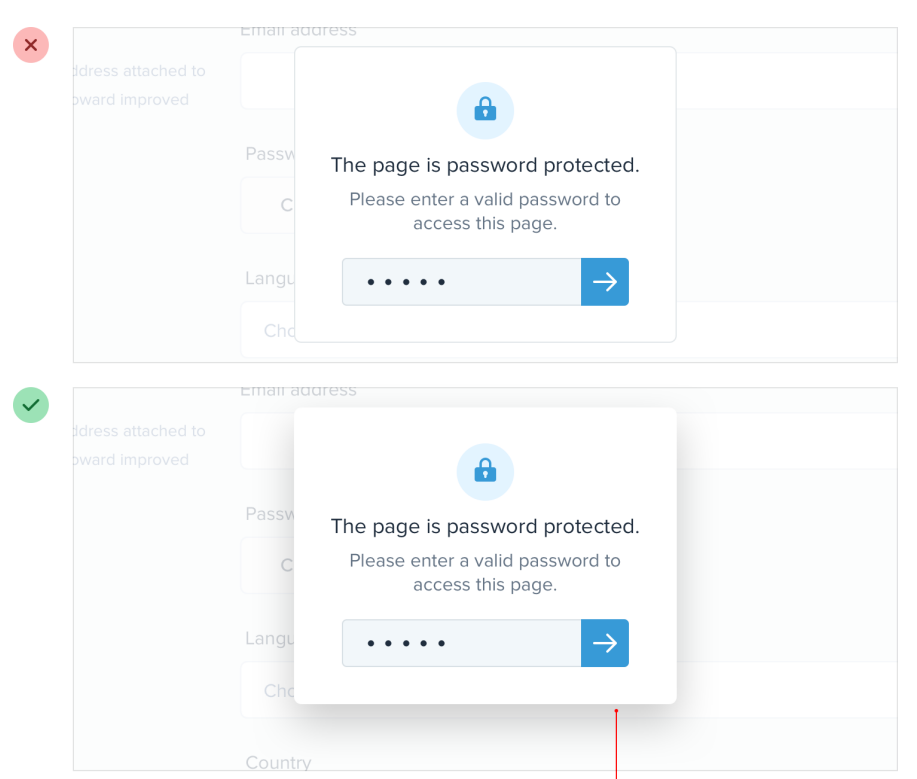 Email address
ddress attached to
oward improved
Passw
The page is password protected.
Please enter a valid password to
access this page.
C
Langu
Cho
Email address
ddress attached to
oward improved
Passw
The page is password protected.
Please enter a valid password to
access this page.
C
Langu
Cho
Country